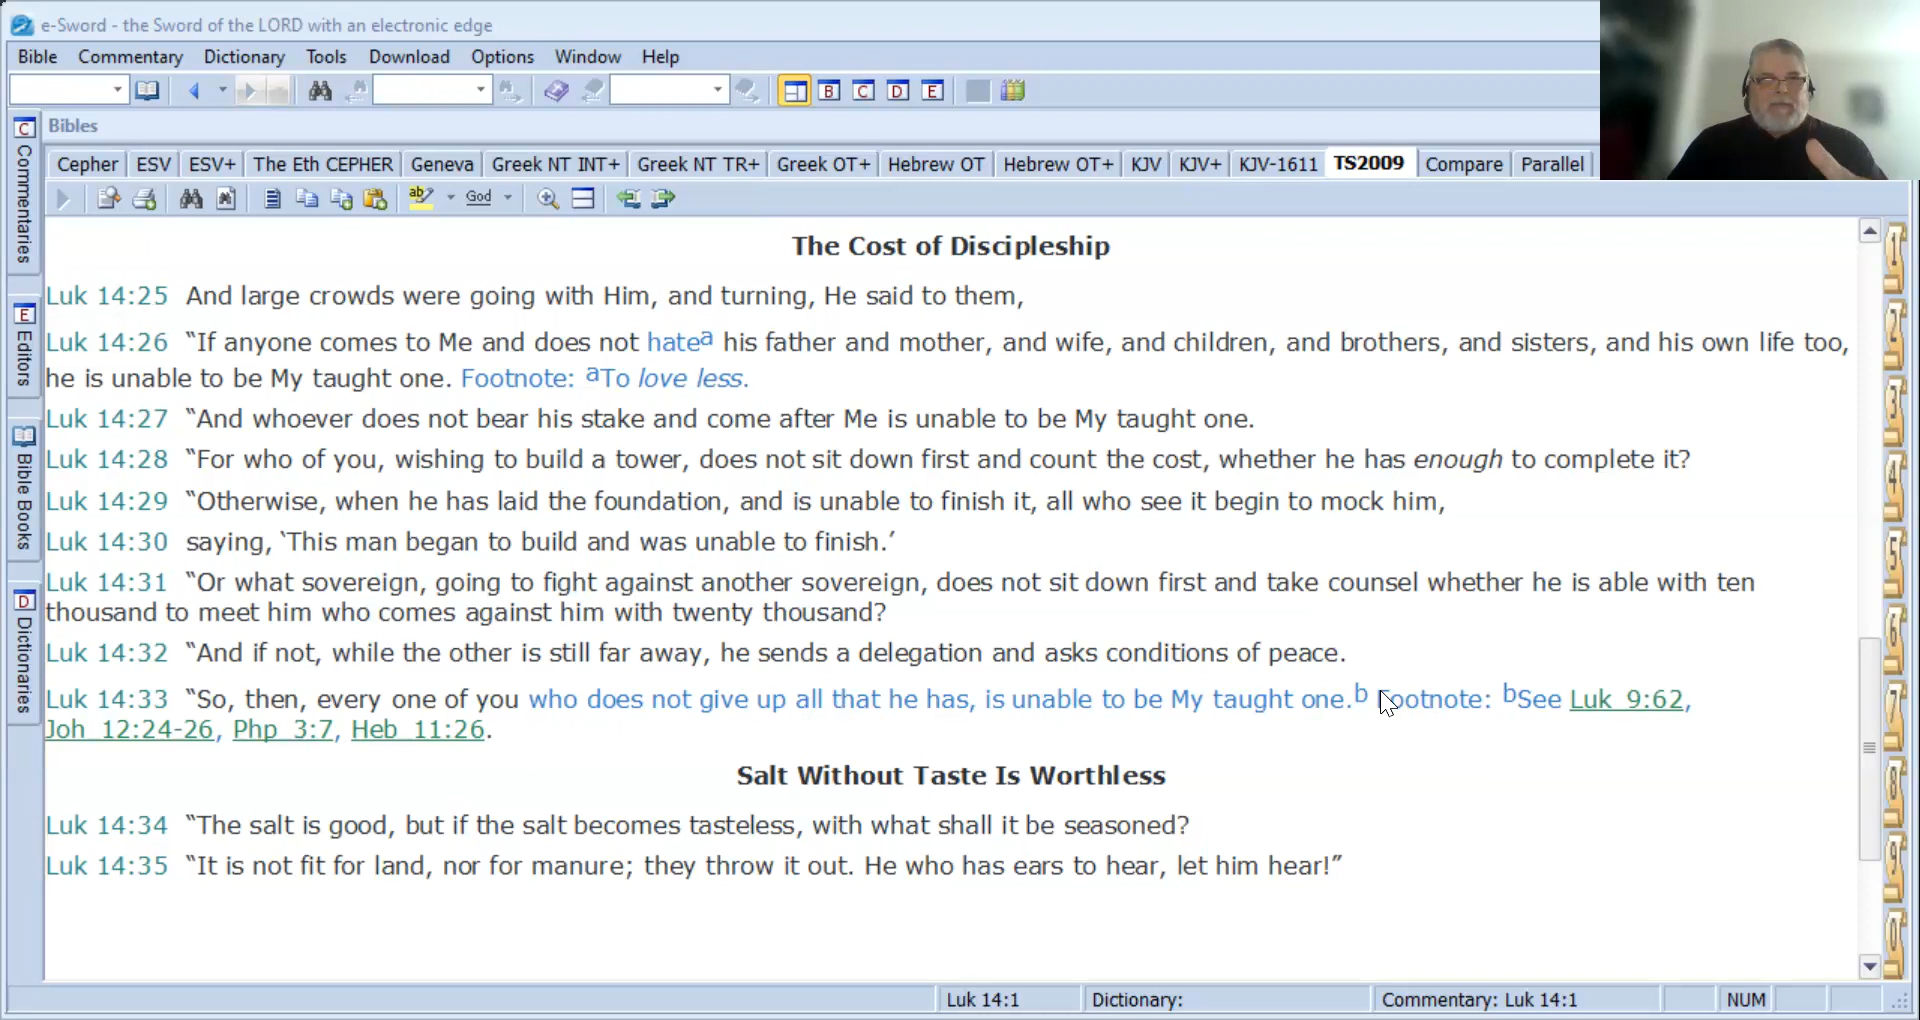 e-Sword - the Sword of the LORD with an electronic edge
Bible Commentary Dictionary Tools Download Options Window Help
B C D E
Bibles
Cepher ESV ESV+ The Eth CEPHER Geneva Greek NT INT+ Greek NT TR+ Greek OT+ Hebrew OT Hebrew OT+ KJV KJV+ KJV-1611 TS2009 Compare Parallel
ab God
C Commentaries
E Editors
Bible Books
D Dictionaries
The Cost of Discipleship
Luk 14:25 And large crowds were going with Him, and turning, He said to them,
Luk 14:26 “If anyone comes to Me and does not hateª his father and mother, and wife, and children, and brothers, and sisters, and his own life too,
he is unable to be My taught one. Footnote: ªTo love less.
Luk 14:27 “And whoever does not bear his stake and come after Me is unable to be My taught one.
Luk 14:28 “For who of you, wishing to build a tower, does not sit down first and count the cost, whether he has enough to complete it?
Luk 14:29 “Otherwise, when he has laid the foundation, and is unable to finish it, all who see it begin to mock him,
Luk 14:30 saying, ‘This man began to build and was unable to finish.’
Luk 14:31 “Or what sovereign, going to fight against another sovereign, does not sit down first and take counsel whether he is able with ten
thousand to meet him who comes against him with twenty thousand?
Luk 14:32 “And if not, while the other is still far away, he sends a delegation and asks conditions of peace.
Luk 14:33 “So, then, every one of you who does not give up all that he has, is unable to be My taught one.ᵇ Footnote: ᵇSee Luk 9:62,
Joh 12:24-26, Php 3:7, Heb 11:26.
Salt Without Taste Is Worthless
Luk 14:34 “The salt is good, but if the salt becomes tasteless, with what shall it be seasoned?
Luk 14:35 “It is not fit for land, nor for manure; they throw it out. He who has ears to hear, let him hear!”
1
2
3
4
5
6
7
8
9
0
Luk 14:1 Dictionary: Commentary: Luk 14:1 NUM